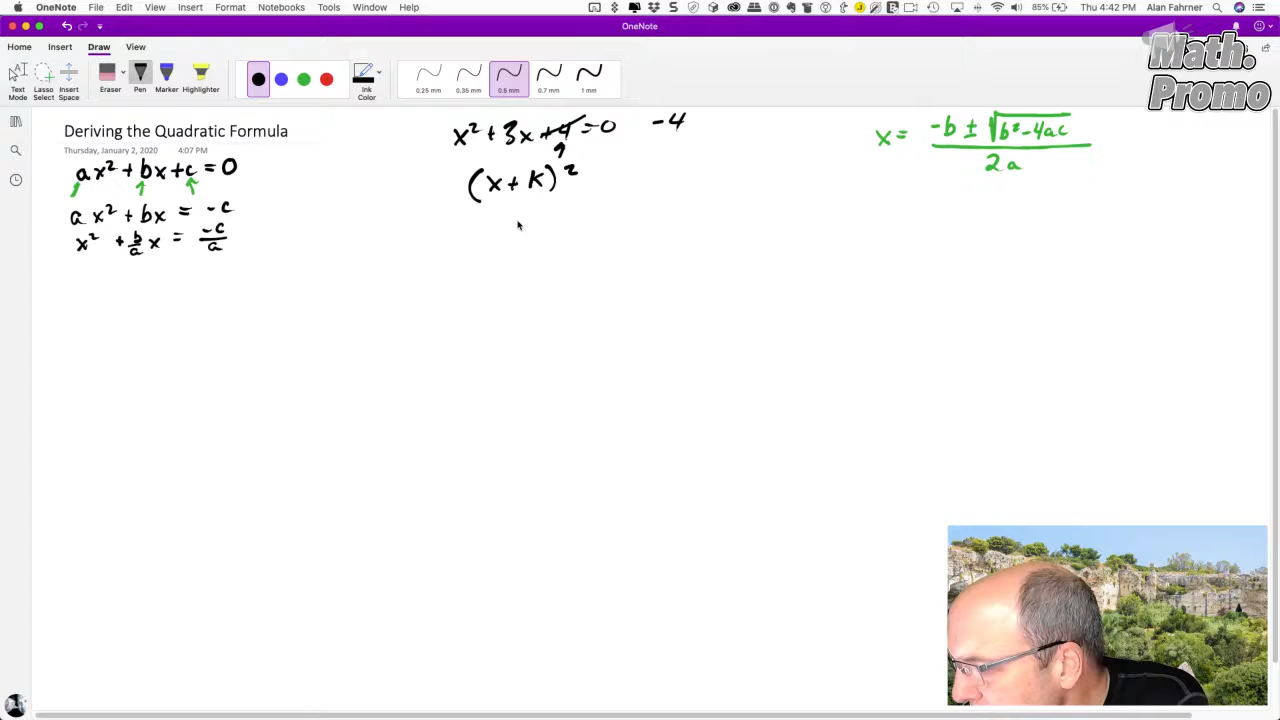 OneNote File Edit View Insert Format Notebooks Tools Window Help 85% Thu 4:42 PM Alan Fahrner
OneNote
Home Insert Draw View
Math.
Promo
Text Mode Lasso Select Insert Space Eraser Pen Marker Highlighter Ink Color 0.25 mm 0.35 mm 0.5 mm 0.7 mm 1 mm
Deriving the Quadratic Formula
Thursday, January 2, 2020 4:07 PM
ax² + bx + c = 0
ax² + bx = -c
x² + b/a x = -c/a
x² + 3x + 4 = 0 -4
(x + k)²
x = -b ± √b² - 4ac / 2a